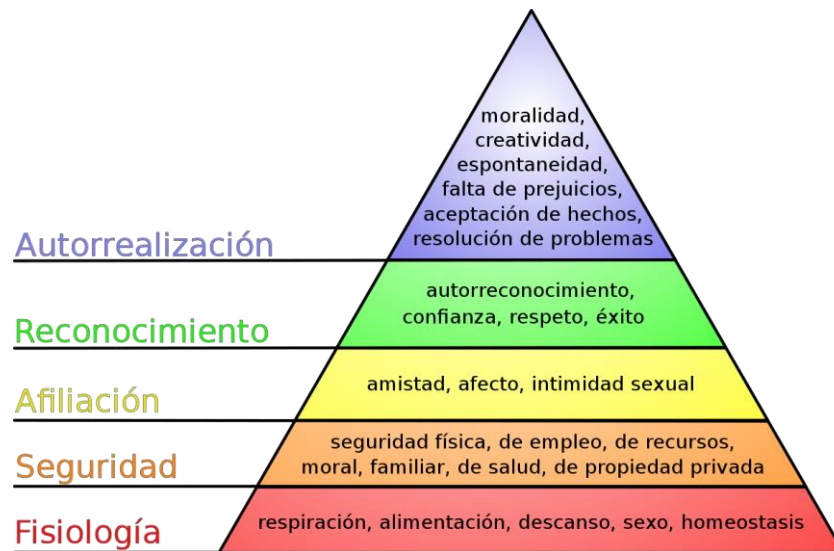 moralidad,
creatividad,
espontaneidad,
falta de prejuicios,
aceptación de hechos,
resolución de problemas
Autorrealización
autorreconocimiento,
confianza, respeto, éxito
Reconocimiento
amistad, afecto, intimidad sexual
Afiliación
seguridad física, de empleo, de recursos,
moral, familiar, de salud, de propiedad privada
Seguridad
respiración, alimentación, descanso, sexo, homeostasis
Fisiología